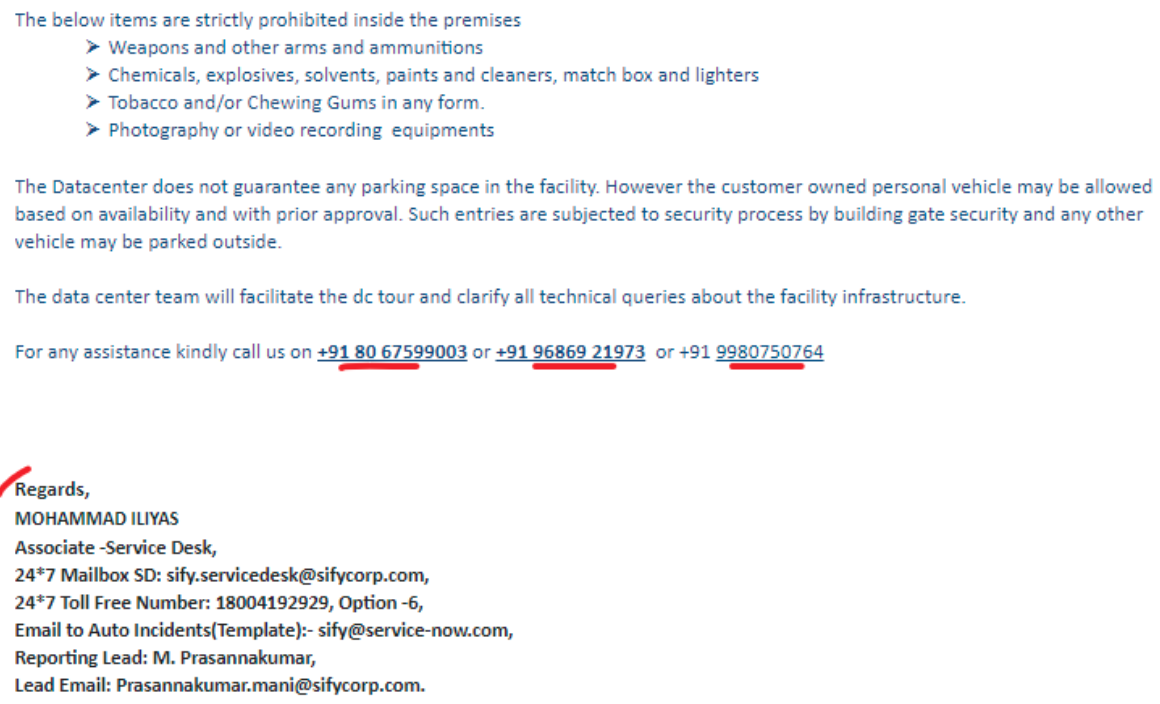 The below items are strictly prohibited inside the premises
➢ Weapons and other arms and ammunitions
➢ Chemicals, explosives, solvents, paints and cleaners, match box and lighters
➢ Tobacco and/or Chewing Gums in any form.
➢ Photography or video recording  equipments
The Datacenter does not guarantee any parking space in the facility. However the customer owned personal vehicle may be allowed
based on availability and with prior approval. Such entries are subjected to security process by building gate security and any other
vehicle may be parked outside.
The data center team will facilitate the dc tour and clarify all technical queries about the facility infrastructure.
For any assistance kindly call us on +91 80 67599003 or +91 96869 21973  or +91 9980750764
Regards,
MOHAMMAD ILIYAS
Associate -Service Desk,
24*7 Mailbox SD: sify.servicedesk@sifycorp.com,
24*7 Toll Free Number: 18004192929, Option -6,
Email to Auto Incidents(Template):- sify@service-now.com,
Reporting Lead: M. Prasannakumar,
Lead Email: Prasannakumar.mani@sifycorp.com.